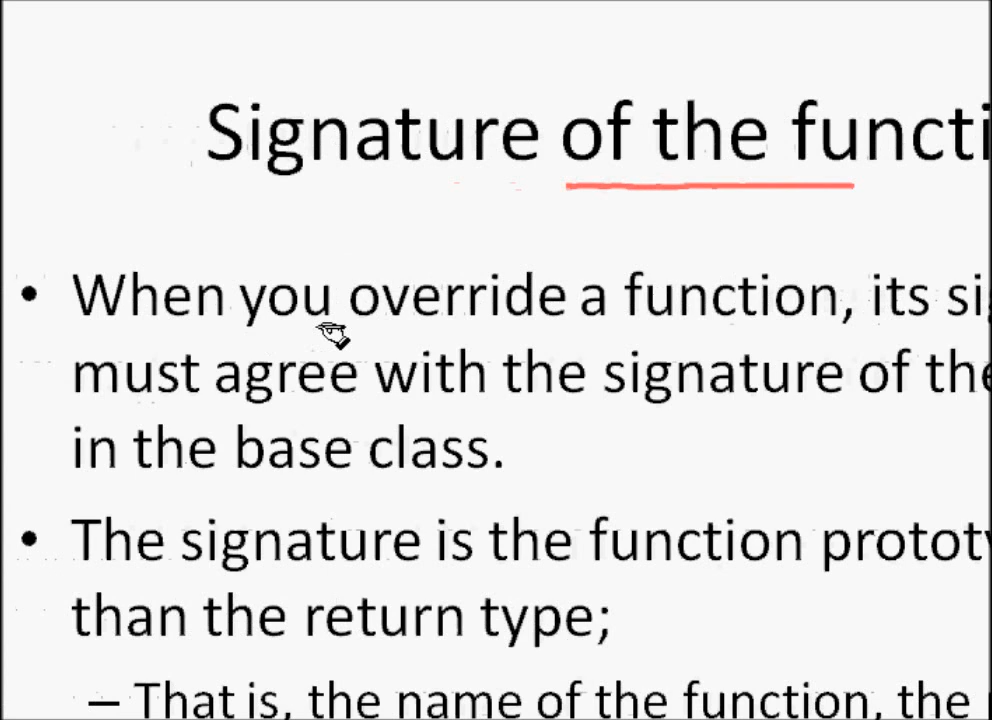 Signature of the functi
• When you override a function, its si
must agree with the signature of the
in the base class.
• The signature is the function prototy
than the return type;
– That is, the name of the function, the